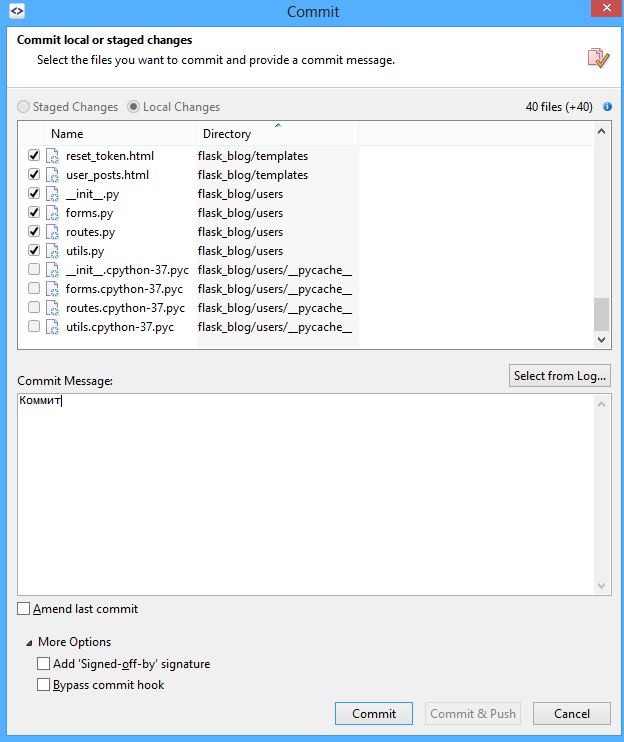 Commit
Commit local or staged changes
Select the files you want to commit and provide a commit message.
Staged Changes Local Changes 40 files (+40)
Name Directory
reset_token.html flask_blog/templates
user_posts.html flask_blog/templates
__init__.py flask_blog/users
forms.py flask_blog/users
routes.py flask_blog/users
utils.py flask_blog/users
__init__.cpython-37.pyc flask_blog/users/__pycache__
forms.cpython-37.pyc flask_blog/users/__pycache__
routes.cpython-37.pyc flask_blog/users/__pycache__
utils.cpython-37.pyc flask_blog/users/__pycache__
Commit Message: Select from Log...
Коммит
Amend last commit
More Options
Add 'Signed-off-by' signature
Bypass commit hook
Commit Commit & Push Cancel